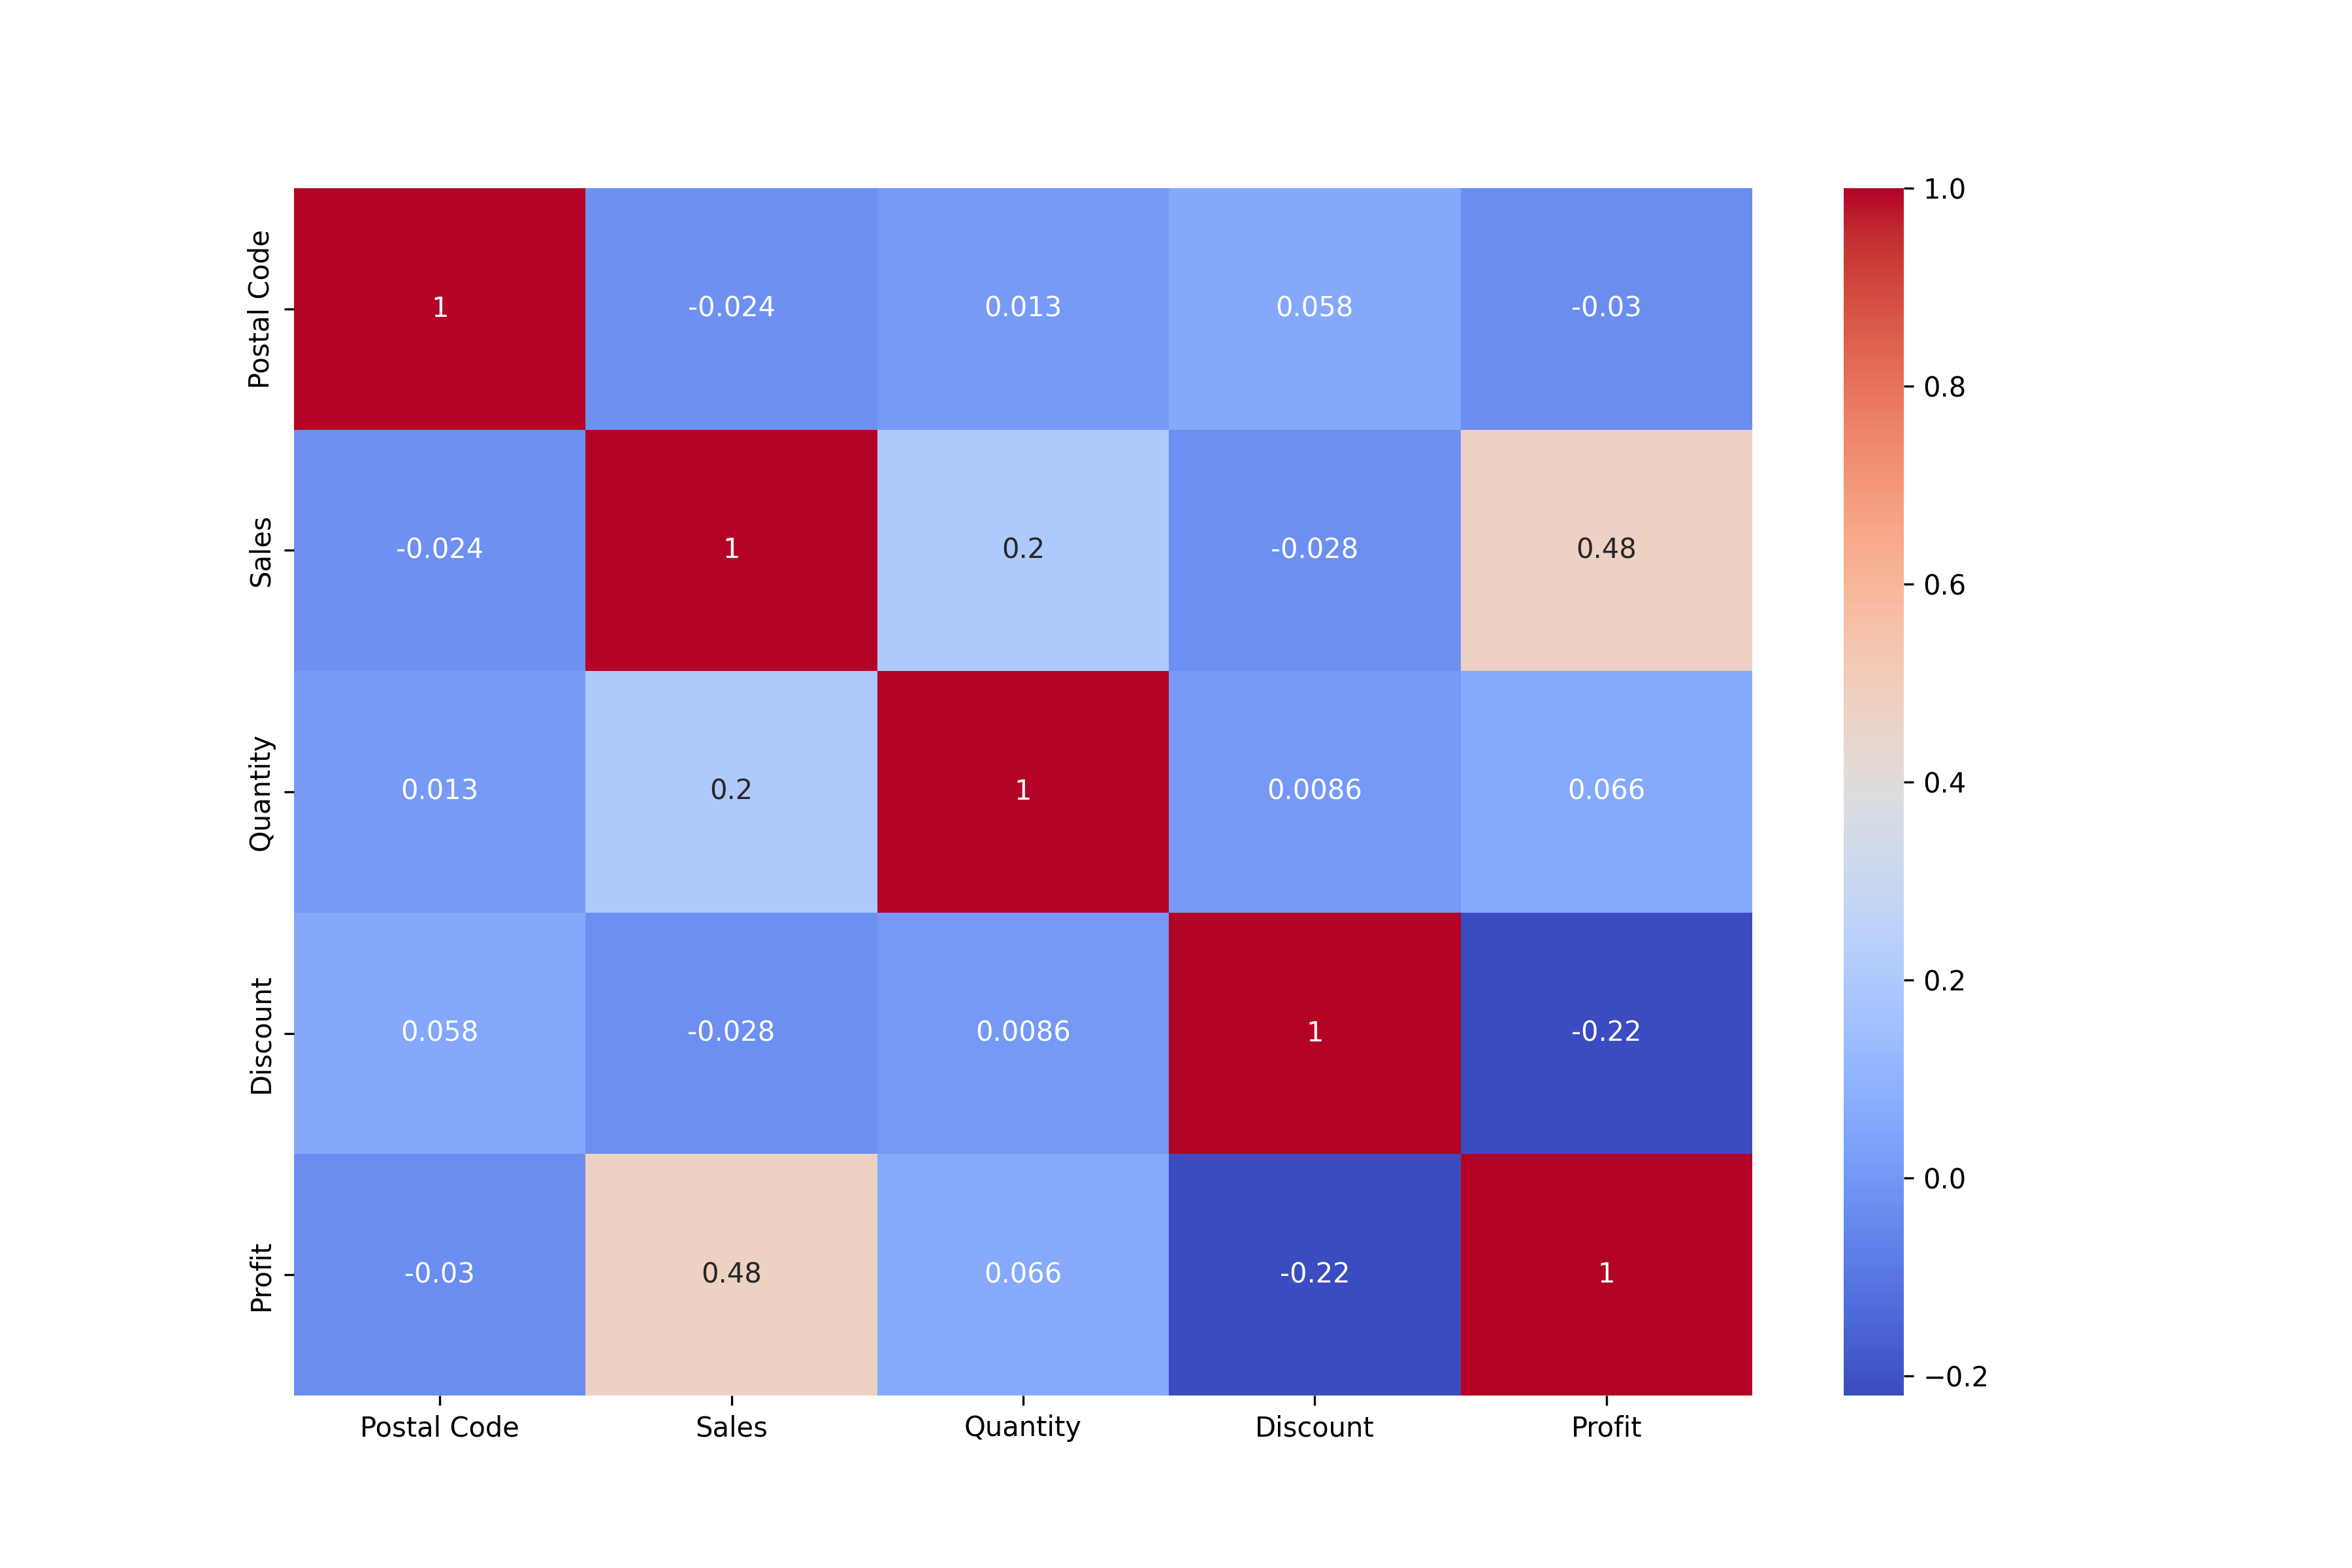 Postal Code 1 -0.024 0.013 0.058 -0.03
Sales -0.024 1 0.2 -0.028 0.48
Quantity 0.013 0.2 1 0.0086 0.066
Discount 0.058 -0.028 0.0086 1 -0.22
Profit -0.03 0.48 0.066 -0.22 1
Postal Code Sales Quantity Discount Profit
1.0
0.8
0.6
0.4
0.2
0.0
−0.2